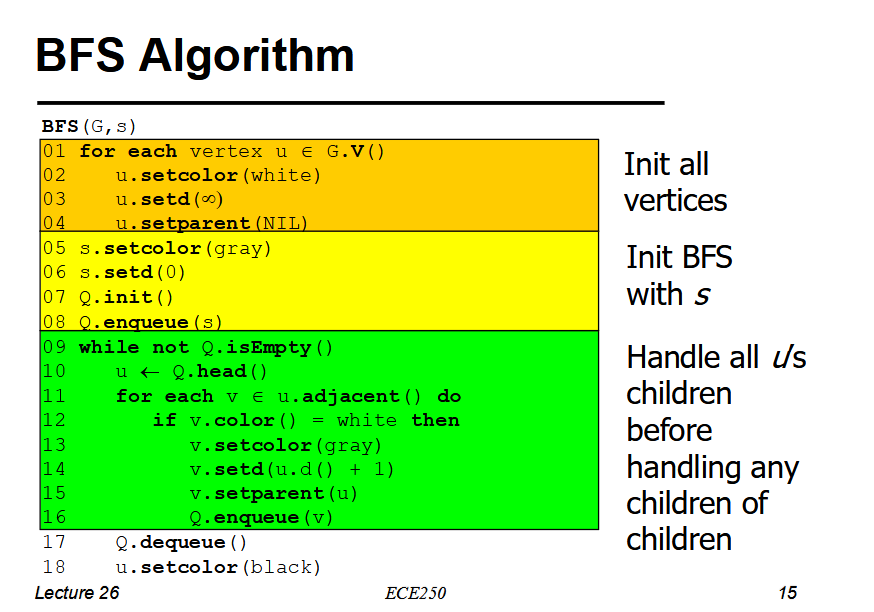 BFS Algorithm
BFS(G,s)
01 for each vertex u ∈ G.V()
02    u.setcolor(white)
03    u.setd(∞)
04    u.setparent(NIL)
05 s.setcolor(gray)
06 s.setd(0)
07 Q.init()
08 Q.enqueue(s)
09 while not Q.isEmpty()
10    u ← Q.head()
11    for each v ∈ u.adjacent() do
12       if v.color() = white then
13          v.setcolor(gray)
14          v.setd(u.d() + 1)
15          v.setparent(u)
16          Q.enqueue(v)
17    Q.dequeue()
18    u.setcolor(black)
Init all
vertices
Init BFS
with s
Handle all u's
children
before
handling any
children of
children
Lecture 26
ECE250
15